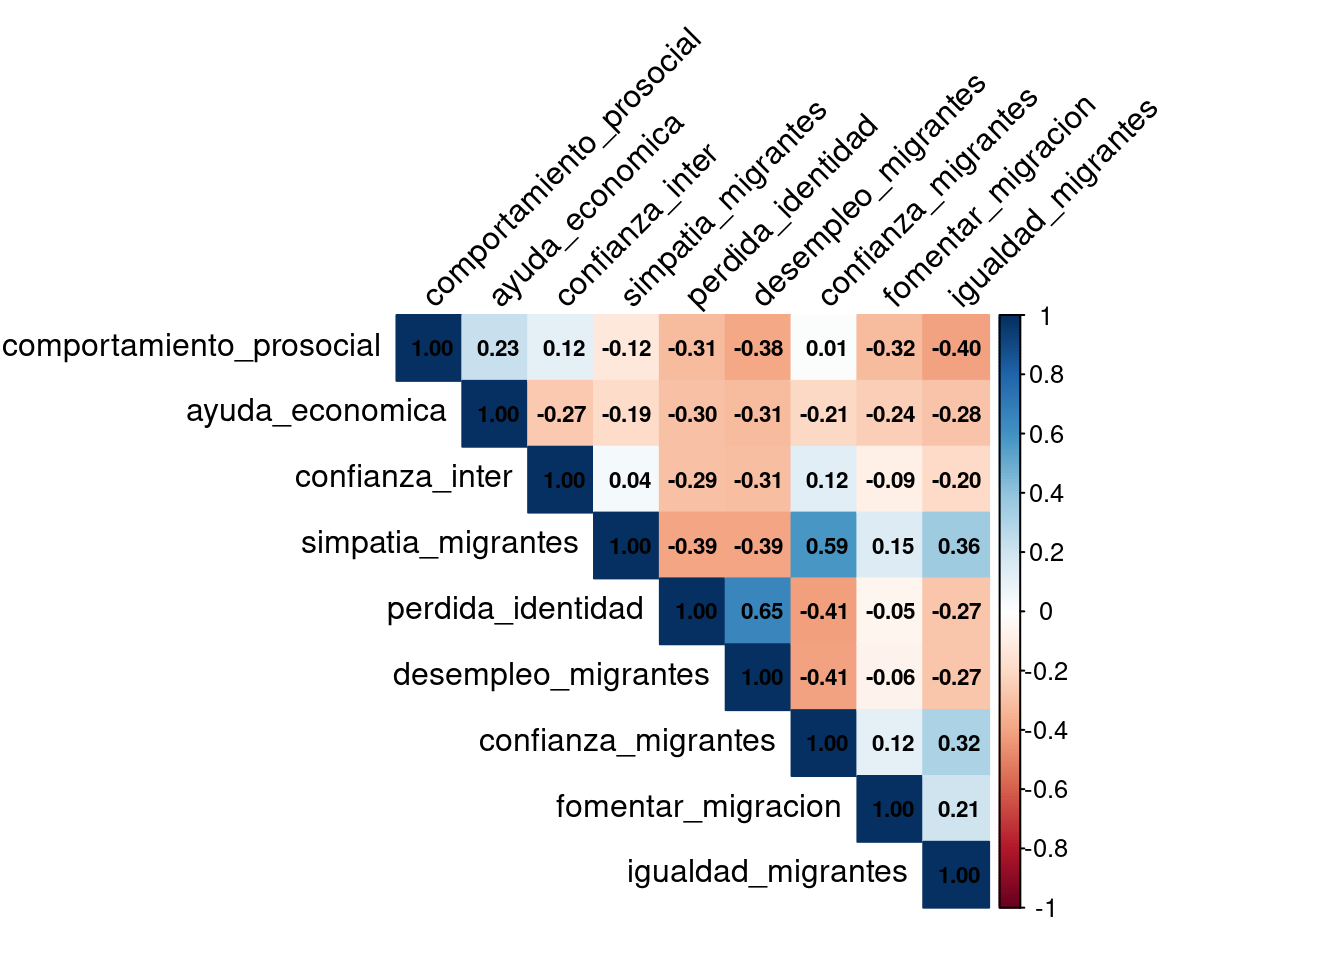 comportamiento_prosocial
ayuda_economica
confianza_inter
simpatia_migrantes
perdida_identidad
desempleo_migrantes
confianza_migrantes
fomentar_migracion
igualdad_migrantes
comportamiento_prosocial 1.00 0.23 0.12 -0.12 -0.31 -0.38 0.01 -0.32 -0.40
ayuda_economica 1.00 -0.27 -0.19 -0.30 -0.31 -0.21 -0.24 -0.28
confianza_inter 1.00 0.04 -0.29 -0.31 0.12 -0.09 -0.20
simpatia_migrantes 1.00 -0.39 -0.39 0.59 0.15 0.36
perdida_identidad 1.00 0.65 -0.41 -0.05 -0.27
desempleo_migrantes 1.00 -0.41 -0.06 -0.27
confianza_migrantes 1.00 0.12 0.32
fomentar_migracion 1.00 0.21
igualdad_migrantes 1.00
1
0.8
0.6
0.4
0.2
0
-0.2
-0.4
-0.6
-0.8
-1